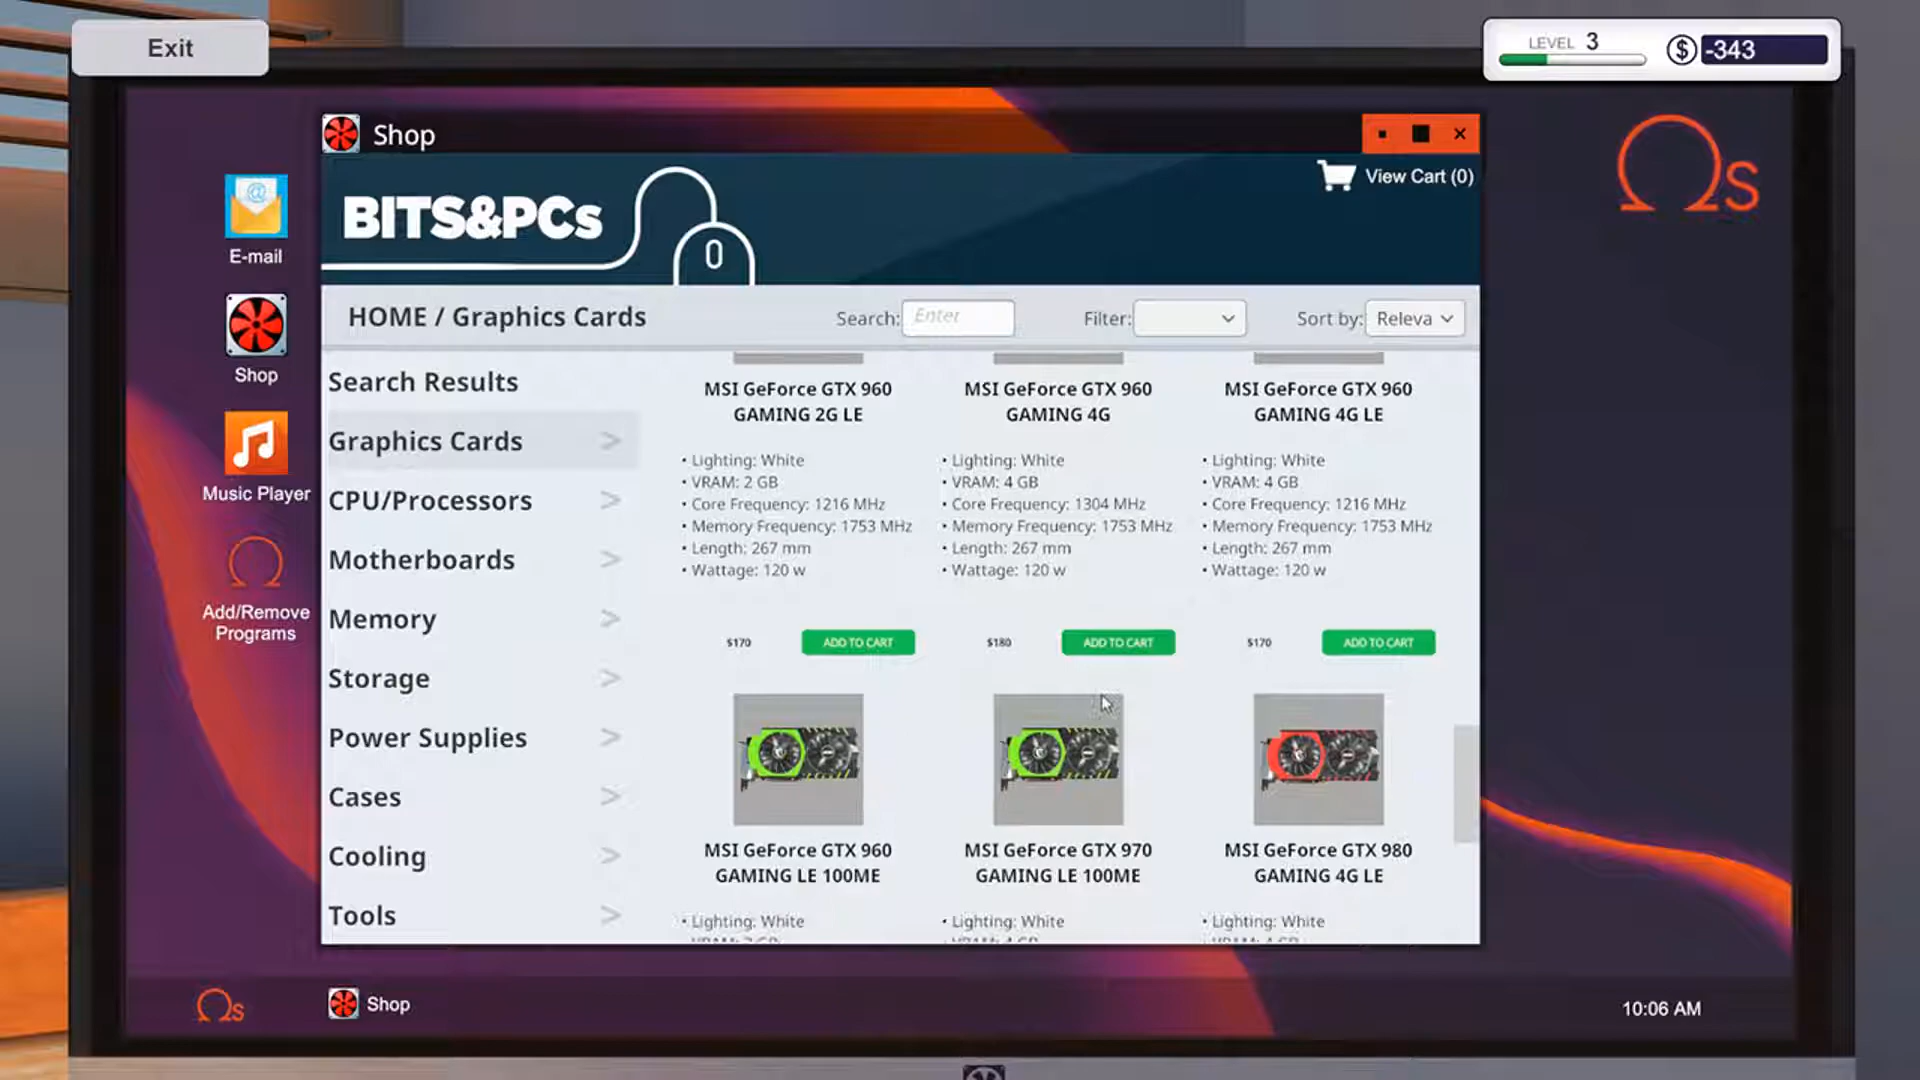 Exit
LEVEL 3
$ -343
Shop
View Cart (0)
BITS&PCs
E-mail
Shop
Music Player
Add/Remove
Programs
HOME / Graphics Cards
Search: Enter
Filter:
Sort by: Releva
Search Results
Graphics Cards >
CPU/Processors >
Motherboards >
Memory >
Storage >
Power Supplies >
Cases >
Cooling >
Tools >
MSI GeForce GTX 960
GAMING 2G LE
• Lighting: White
• VRAM: 2 GB
• Core Frequency: 1216 MHz
• Memory Frequency: 1753 MHz
• Length: 267 mm
• Wattage: 120 w
$170 ADD TO CART
MSI GeForce GTX 960
GAMING 4G
• Lighting: White
• VRAM: 4 GB
• Core Frequency: 1304 MHz
• Memory Frequency: 1753 MHz
• Length: 267 mm
• Wattage: 120 w
$180 ADD TO CART
MSI GeForce GTX 960
GAMING 4G LE
• Lighting: White
• VRAM: 4 GB
• Core Frequency: 1216 MHz
• Memory Frequency: 1753 MHz
• Length: 267 mm
• Wattage: 120 w
$170 ADD TO CART
MSI GeForce GTX 960
GAMING LE 100ME
• Lighting: White
MSI GeForce GTX 970
GAMING LE 100ME
• Lighting: White
MSI GeForce GTX 980
GAMING 4G LE
• Lighting: White
Ωs
Ωs
Shop
10:06 AM